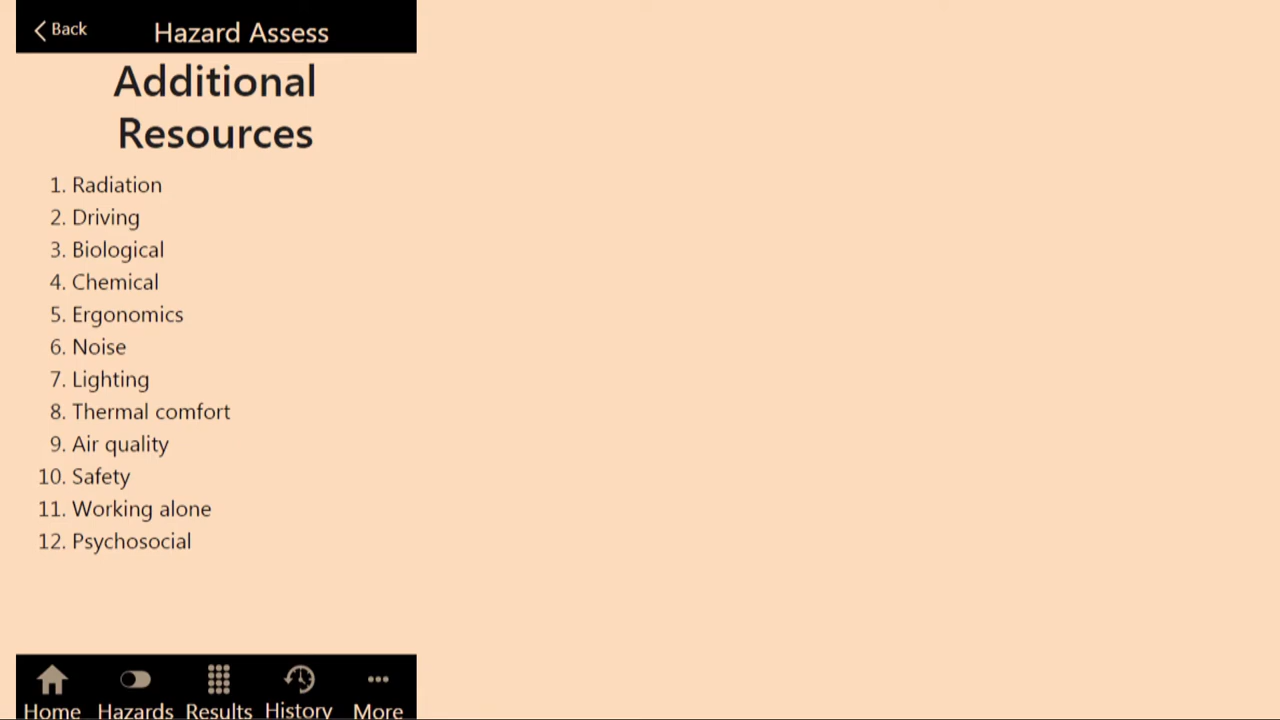 Back
Hazard Assess
Additional
Resources
1. Radiation
2. Driving
3. Biological
4. Chemical
5. Ergonomics
6. Noise
7. Lighting
8. Thermal comfort
9. Air quality
10. Safety
11. Working alone
12. Psychosocial
Home Hazards Results History More